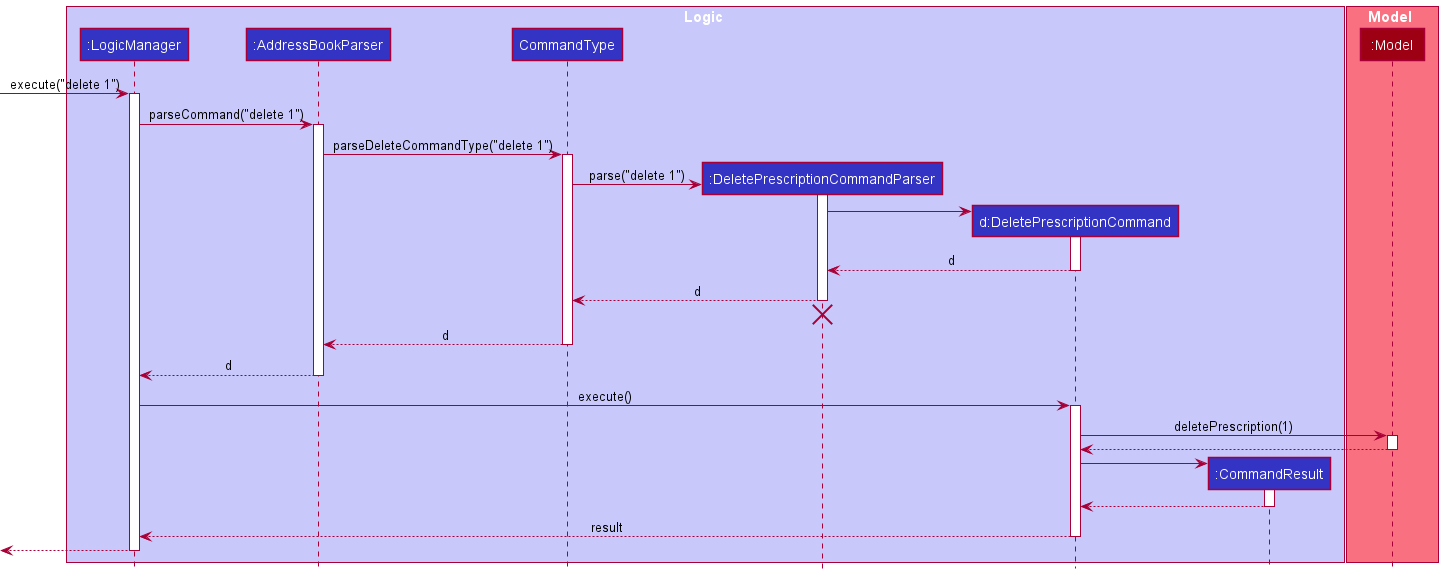 Logic
Model
:LogicManager
:AddressBookParser
CommandType
:Model
execute("delete 1")
parseCommand("delete 1")
parseDeleteCommandType("delete 1")
parse("delete 1")
:DeletePrescriptionCommandParser
d:DeletePrescriptionCommand
d
d
d
d
execute()
deletePrescription(1)
:CommandResult
result